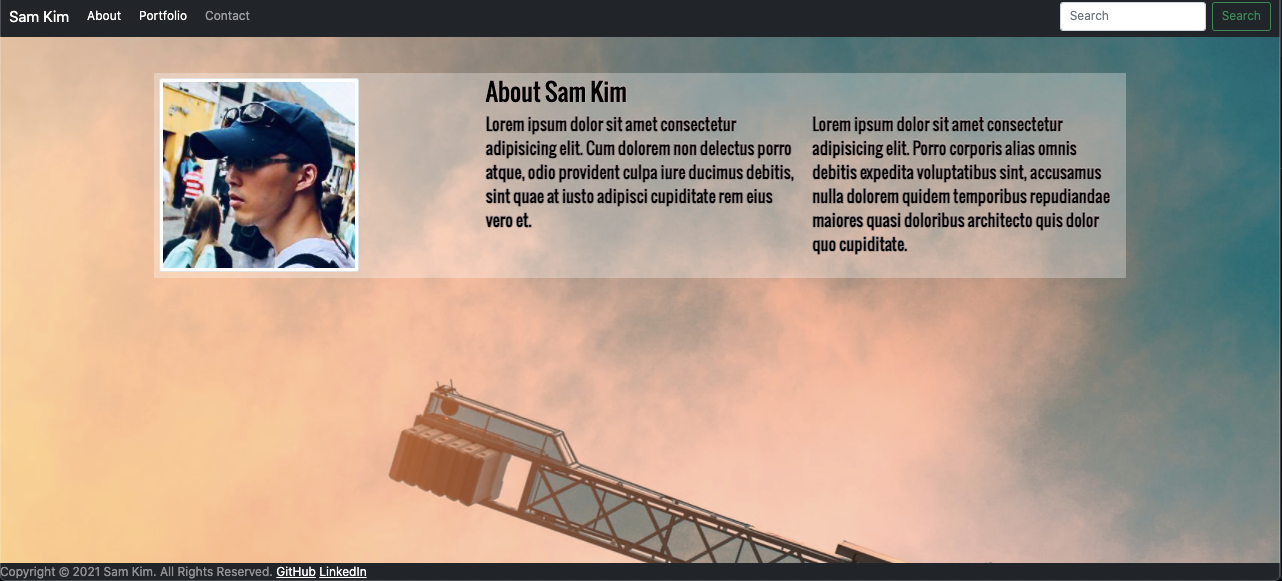 Sam Kim About Portfolio Contact Search Search
About Sam Kim
Lorem ipsum dolor sit amet consectetur
adipisicing elit. Cum dolorem non delectus porro
atque, odio provident culpa iure ducimus debitis,
sint quae at iusto adipisci cupiditate rem eius
vero et.
Lorem ipsum dolor sit amet consectetur
adipisicing elit. Porro corporis alias omnis
debitis expedita voluptatibus sint, accusamus
nulla dolorem quidem temporibus repudiandae
maiores quasi doloribus architecto quis dolor
quo cupiditate.
Copyright © 2021 Sam Kim. All Rights Reserved. GitHub LinkedIn